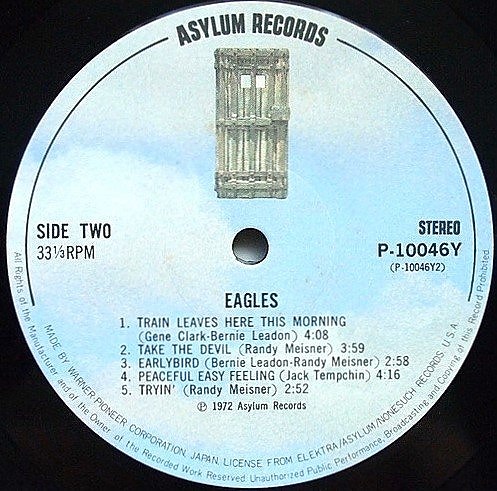 ASYLUM RECORDS
SIDE TWO
33⅓RPM
STEREO
P-10046Y
(P-10046Y2)
EAGLES
1. TRAIN LEAVES HERE THIS MORNING
(Gene Clark-Bernie Leadon) 4:08
2. TAKE THE DEVIL (Randy Meisner) 3:59
3. EARLYBIRD (Bernie Leadon-Randy Meisner) 2:58
4. PEACEFUL EASY FEELING (Jack Tempchin) 4:16
5. TRYIN' (Randy Meisner) 2:52
℗ 1972 Asylum Records
MADE BY WARNER-PIONEER CORPORATION, JAPAN, LICENSE FROM ELEKTRA/ASYLUM/NONESUCH RECORDS, U.S.A.
All Rights of the Manufacturer and of the Owner of the Recorded Work Reserved. Unauthorized Public Performance, Broadcasting and Copying of this Record Prohibited.